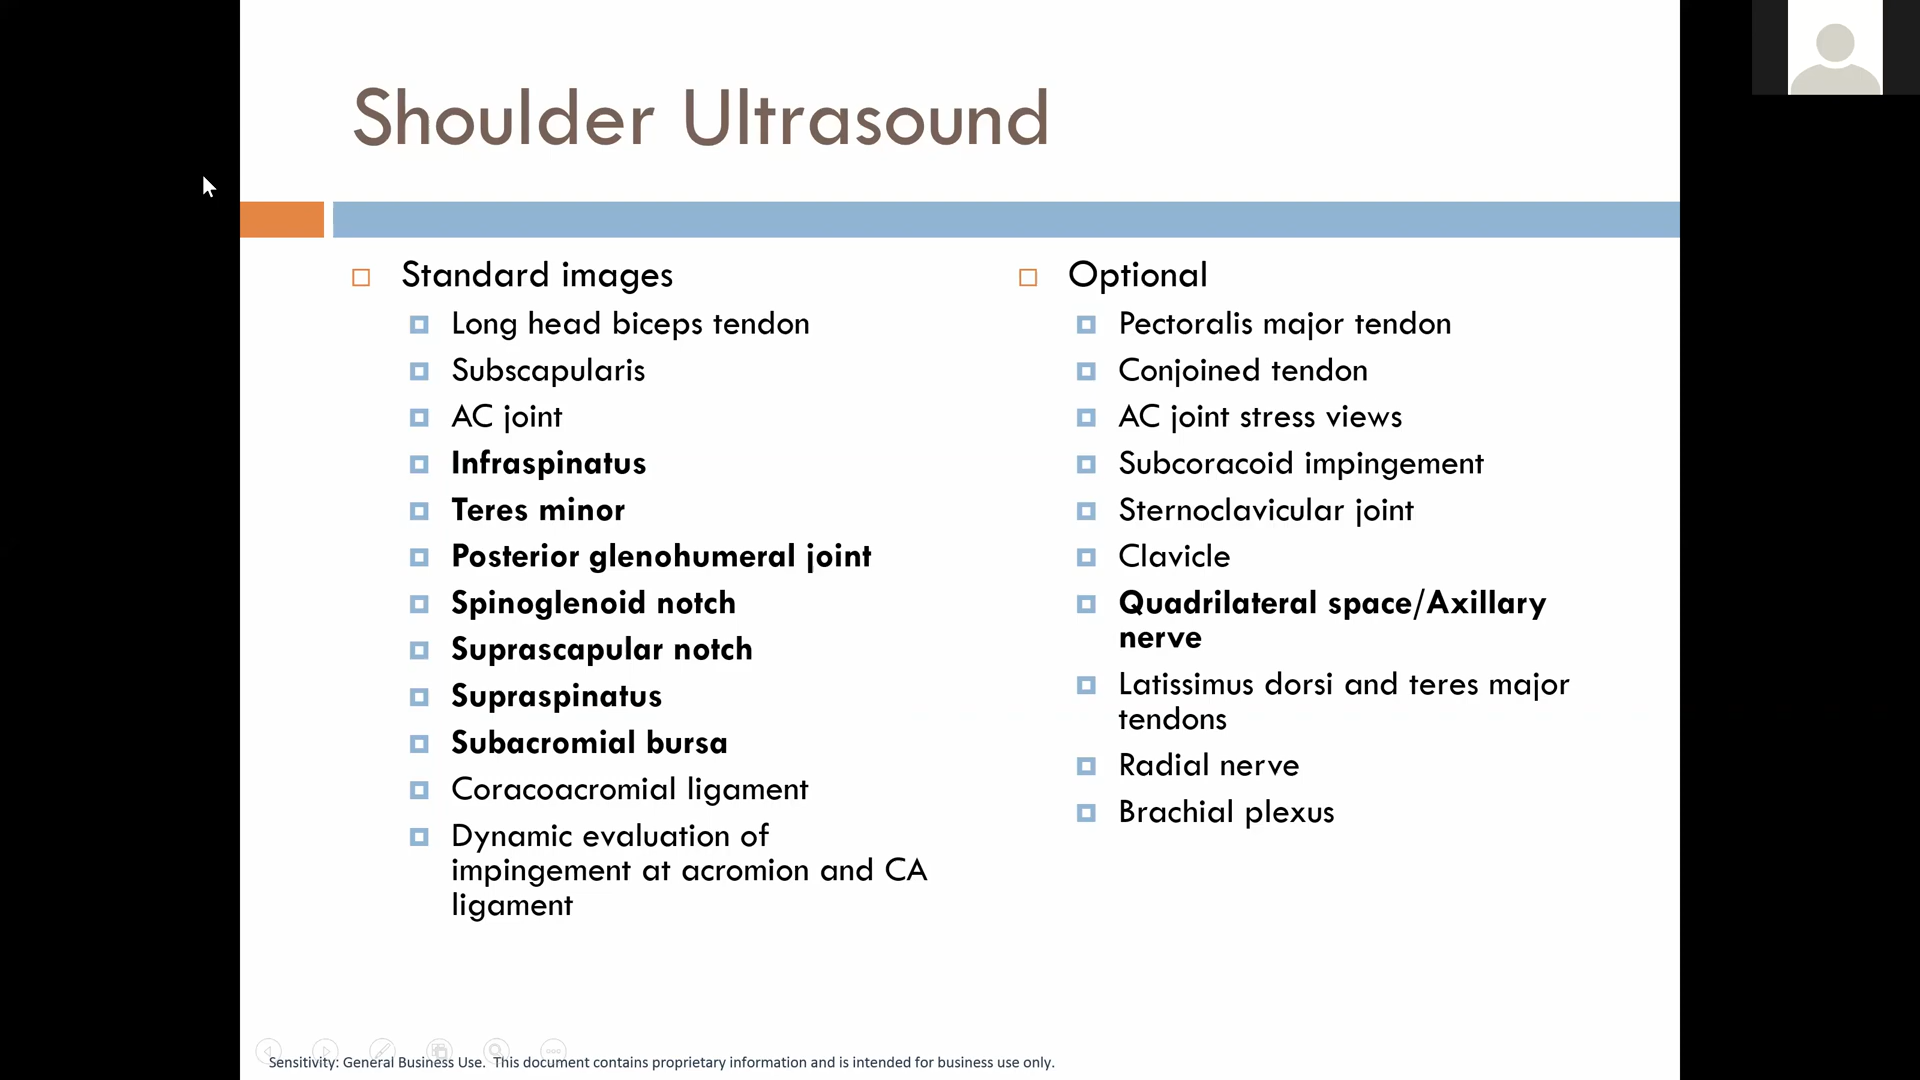 Shoulder Ultrasound
Standard images
Long head biceps tendon
Subscapularis
AC joint
Infraspinatus
Teres minor
Posterior glenohumeral joint
Spinoglenoid notch
Suprascapular notch
Supraspinatus
Subacromial bursa
Coracoacromial ligament
Dynamic evaluation of
impingement at acromion and CA
ligament
Optional
Pectoralis major tendon
Conjoined tendon
AC joint stress views
Subcoracoid impingement
Sternoclavicular joint
Clavicle
Quadrilateral space/Axillary
nerve
Latissimus dorsi and teres major
tendons
Radial nerve
Brachial plexus
Sensitivity: General Business Use. This document contains proprietary information and is intended for business use only.